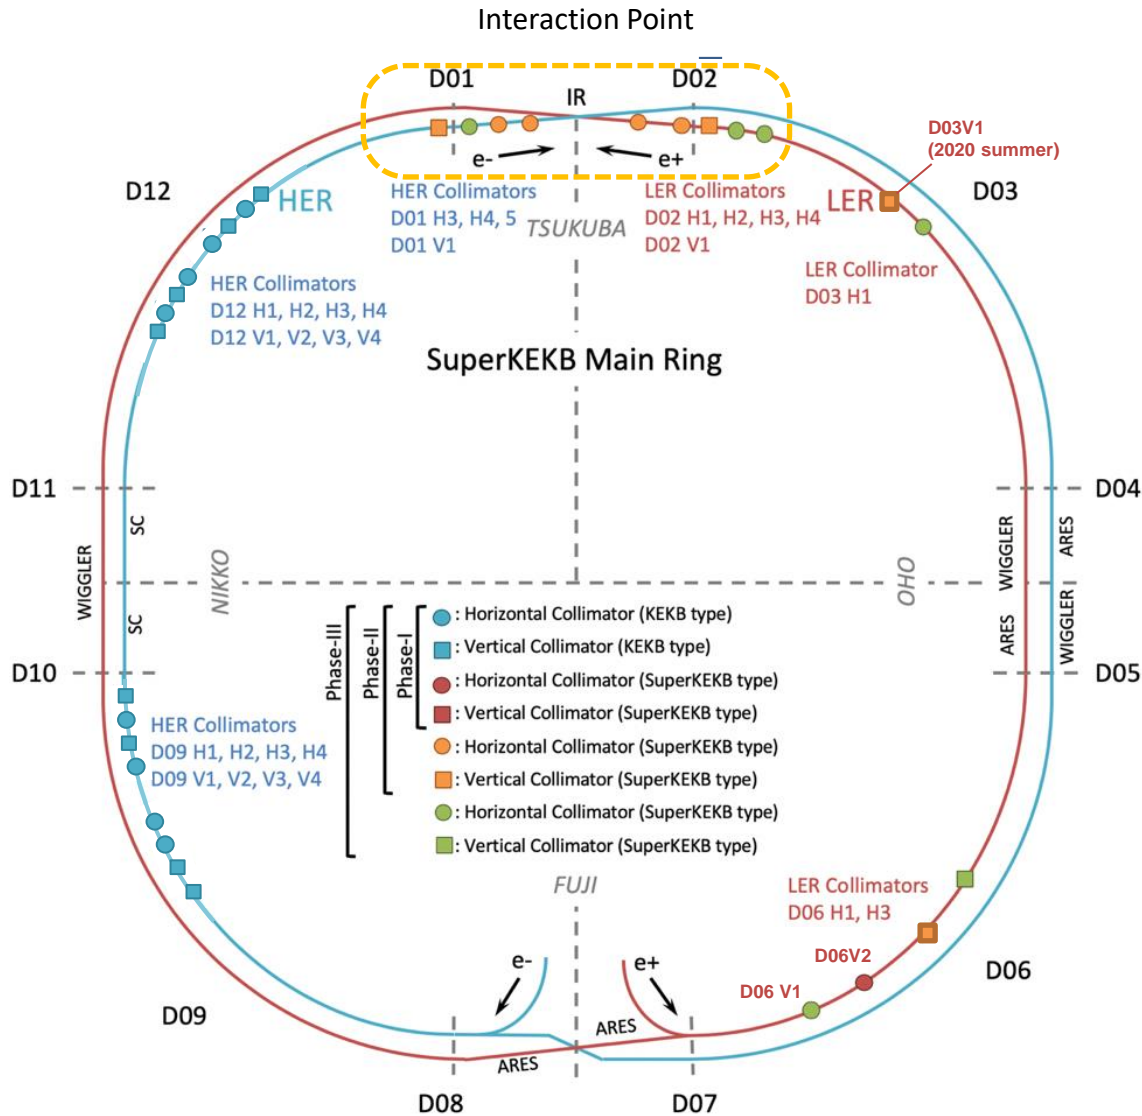 Interaction Point
D01
D02
IR
e-
e+
D03V1
(2020 summer)
D12
HER
HER Collimators
D01 H3, H4, 5
D01 V1
TSUKUBA
LER Collimators
D02 H1, H2, H3, H4
D02 V1
LER
D03
HER Collimators
D12 H1, H2, H3, H4
D12 V1, V2, V3, V4
LER Collimator
D03 H1
SuperKEKB Main Ring
D11
D04
SC
WIGGLER
ARES
WIGGLER
NIKKO
OHO
SC
ARES
WIGGLER
D10
D05
Phase-III
Phase-II
Phase-I
: Horizontal Collimator (KEKB type)
: Vertical Collimator (KEKB type)
: Horizontal Collimator (SuperKEKB type)
: Vertical Collimator (SuperKEKB type)
: Horizontal Collimator (SuperKEKB type)
: Vertical Collimator (SuperKEKB type)
: Horizontal Collimator (SuperKEKB type)
: Vertical Collimator (SuperKEKB type)
HER Collimators
D09 H1, H2, H3, H4
D09 V1, V2, V3, V4
FUJI
LER Collimators
D06 H1, H3
D06V2
D06 V1
D06
e-
e+
D09
ARES
ARES
D08
D07